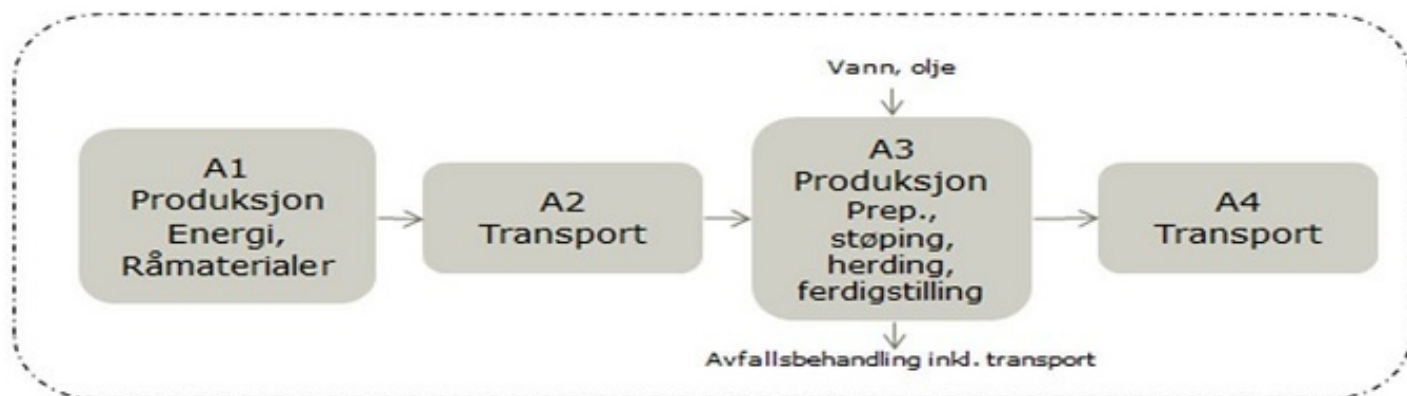 Vann, olje
A1
Produksjon
Energi,
Råmaterialer
A2
Transport
A3
Produksjon
Prep.,
støping,
herding,
ferdigstilling
A4
Transport
Avfallsbehandling inkl. transport